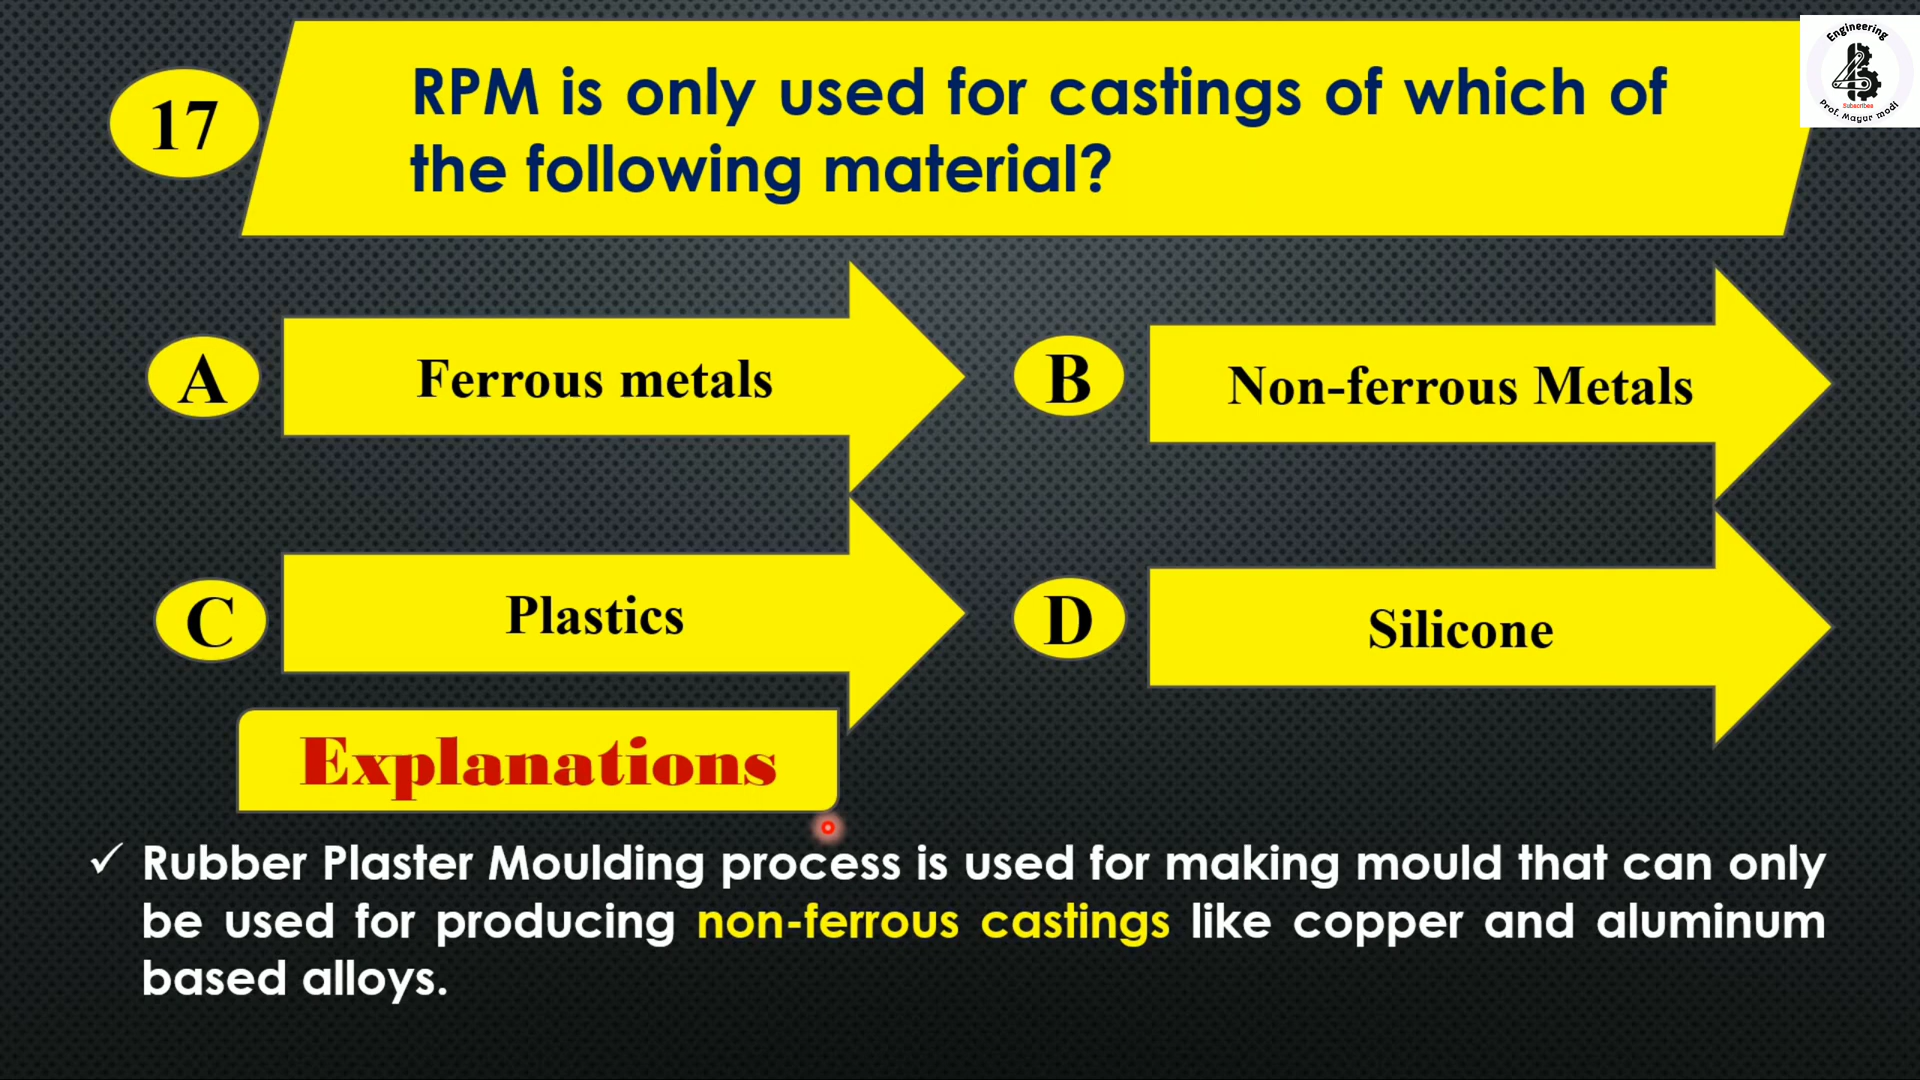 17
RPM is only used for castings of which of
the following material?
Engineering
Subscribes
Prof. Mayur modi
A
Ferrous metals
B
Non-ferrous Metals
C
Plastics
D
Silicone
Explanations
✓ Rubber Plaster Moulding process is used for making mould that can only
be used for producing non-ferrous castings like copper and aluminum
based alloys.